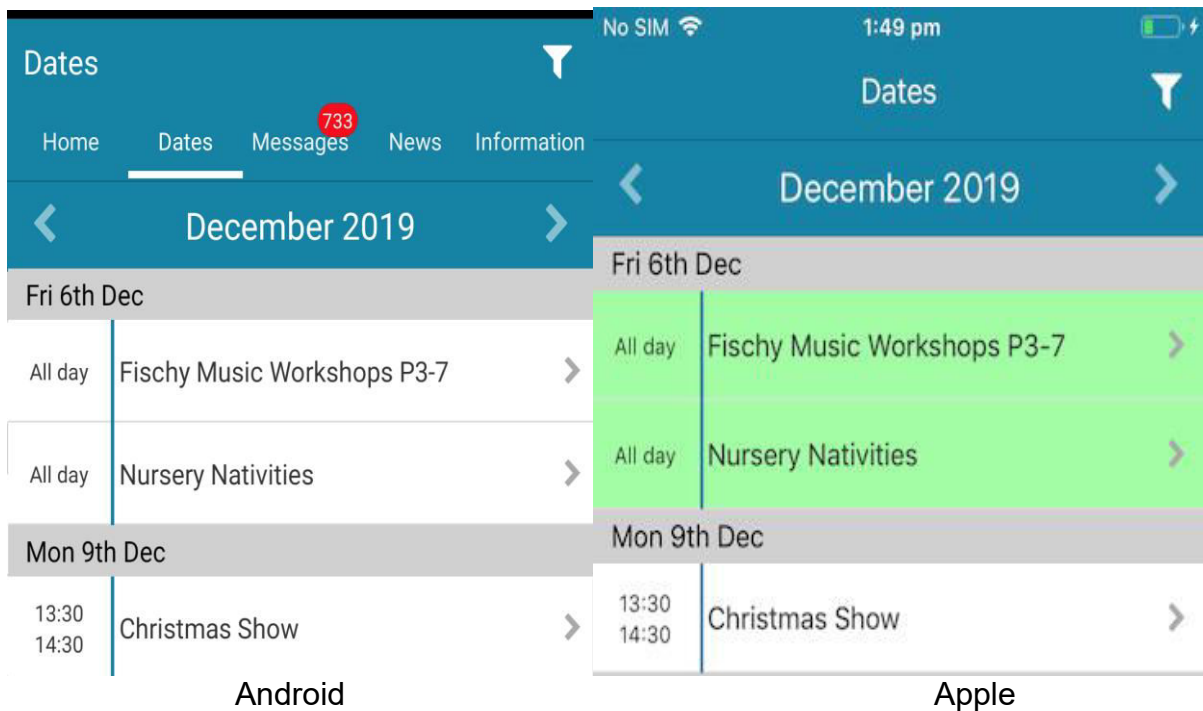 Dates
Home Dates Messages 733 News Information
December 2019
Fri 6th Dec
All day Fischy Music Workshops P3-7
All day Nursery Nativities
Mon 9th Dec
13:30
14:30 Christmas Show
Android
No SIM 1:49 pm
Dates
December 2019
Fri 6th Dec
All day Fischy Music Workshops P3-7
All day Nursery Nativities
Mon 9th Dec
13:30
14:30 Christmas Show
Apple